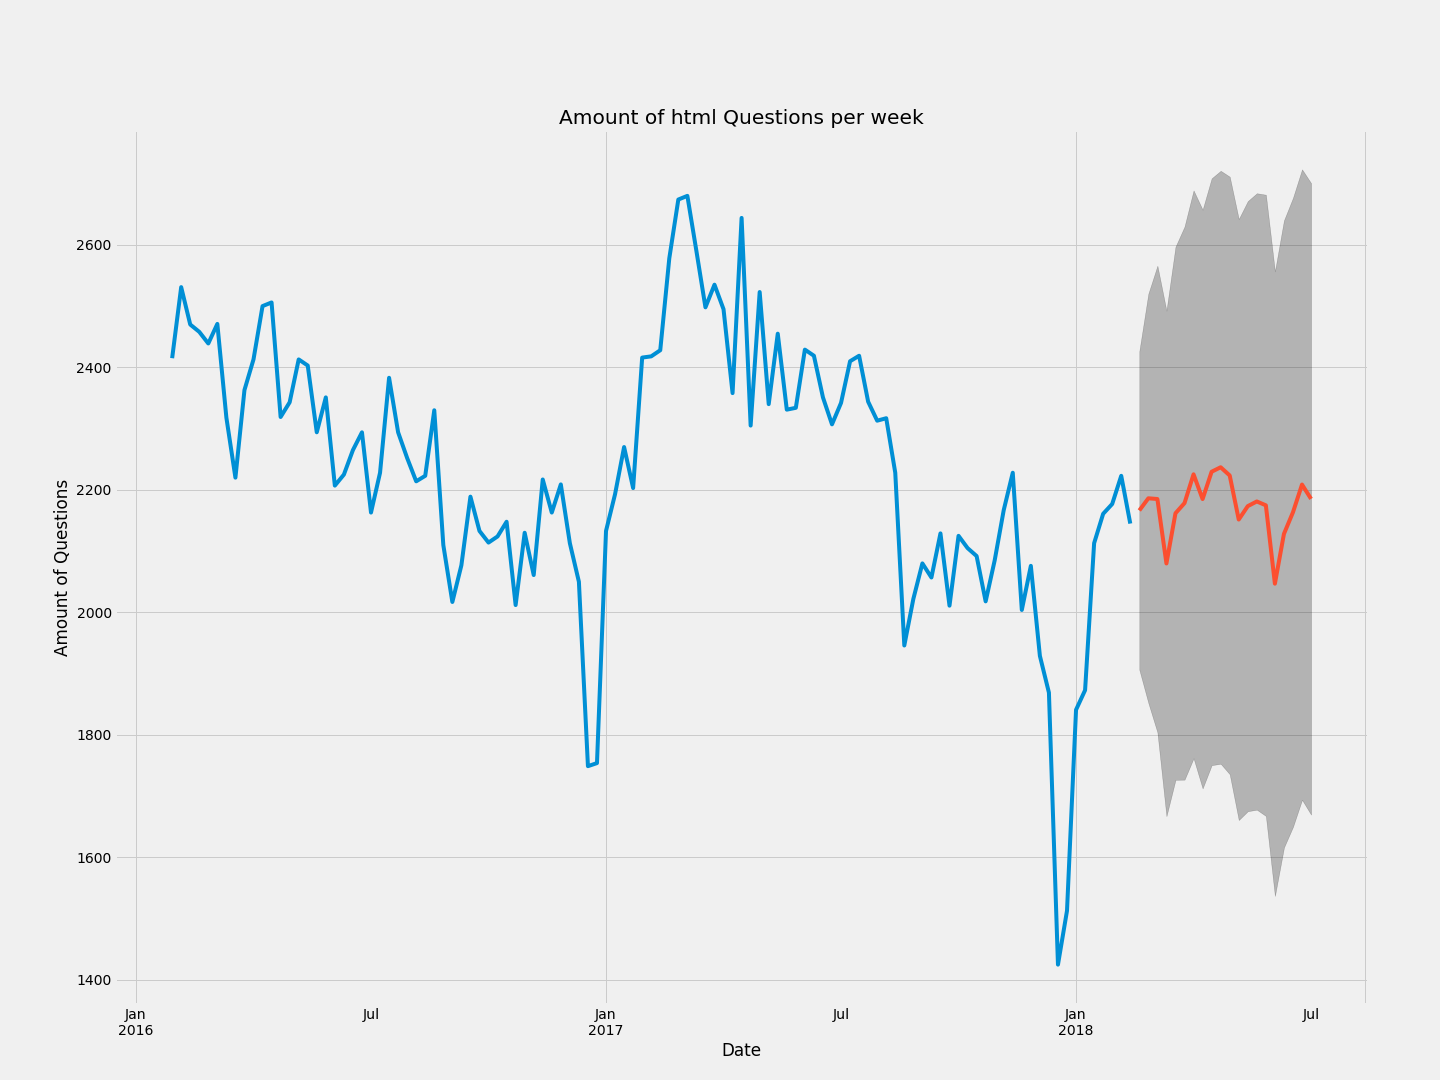 Amount of html Questions per week
Amount of Questions
2600
2400
2200
2000
1800
1600
1400
Jan
2016
Jul
Jan
2017
Jul
Jan
2018
Jul
Date